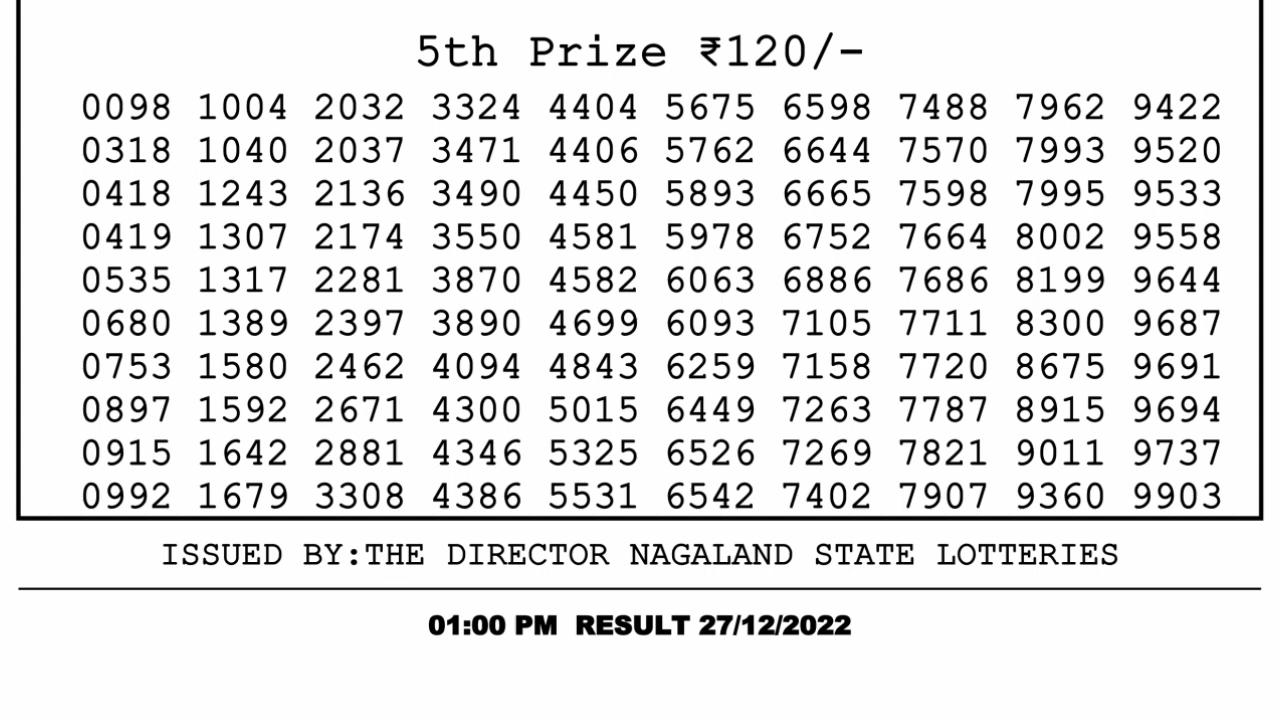 5th Prize ₹120/-
0098 1004 2032 3324 4404 5675 6598 7488 7962 9422
0318 1040 2037 3471 4406 5762 6644 7570 7993 9520
0418 1243 2136 3490 4450 5893 6665 7598 7995 9533
0419 1307 2174 3550 4581 5978 6752 7664 8002 9558
0535 1317 2281 3870 4582 6063 6886 7686 8199 9644
0680 1389 2397 3890 4699 6093 7105 7711 8300 9687
0753 1580 2462 4094 4843 6259 7158 7720 8675 9691
0897 1592 2671 4300 5015 6449 7263 7787 8915 9694
0915 1642 2881 4346 5325 6526 7269 7821 9011 9737
0992 1679 3308 4386 5531 6542 7402 7907 9360 9903
ISSUED BY:THE DIRECTOR NAGALAND STATE LOTTERIES
01:00 PM RESULT 27/12/2022